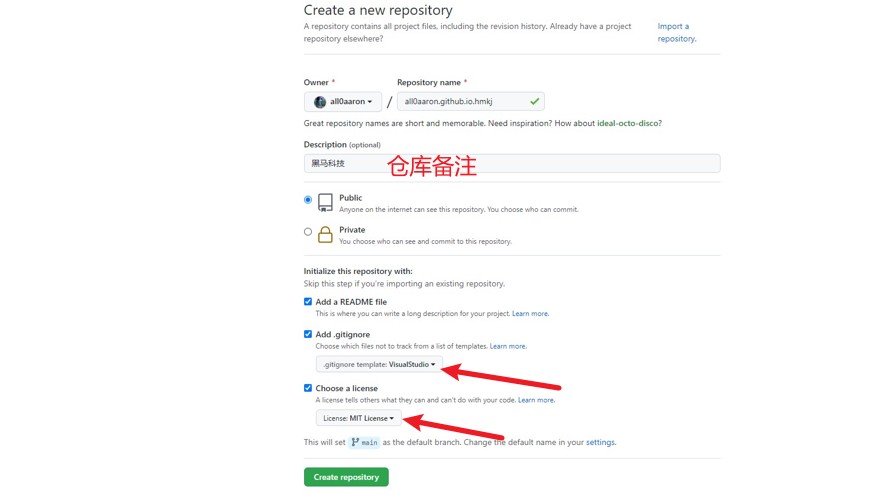 Create a new repository
A repository contains all project files, including the revision history. Already have a project
repository elsewhere?
Import a
repository.
Owner *
Repository name *
all0aaron
/
all0aaron.github.io.hmkj
Great repository names are short and memorable. Need inspiration? How about ideal-octo-disco?
Description (optional)
黑马科技
仓库备注
Public
Anyone on the internet can see this repository. You choose who can commit.
Private
You choose who can see and commit to this repository.
Initialize this repository with:
Skip this step if you're importing an existing repository.
Add a README file
This is where you can write a long description for your project. Learn more.
Add .gitignore
Choose which files not to track from a list of templates. Learn more.
.gitignore template: VisualStudio
Choose a license
A license tells others what they can and can't do with your code. Learn more.
License: MIT License
This will set main as the default branch. Change the default name in your settings.
Create repository